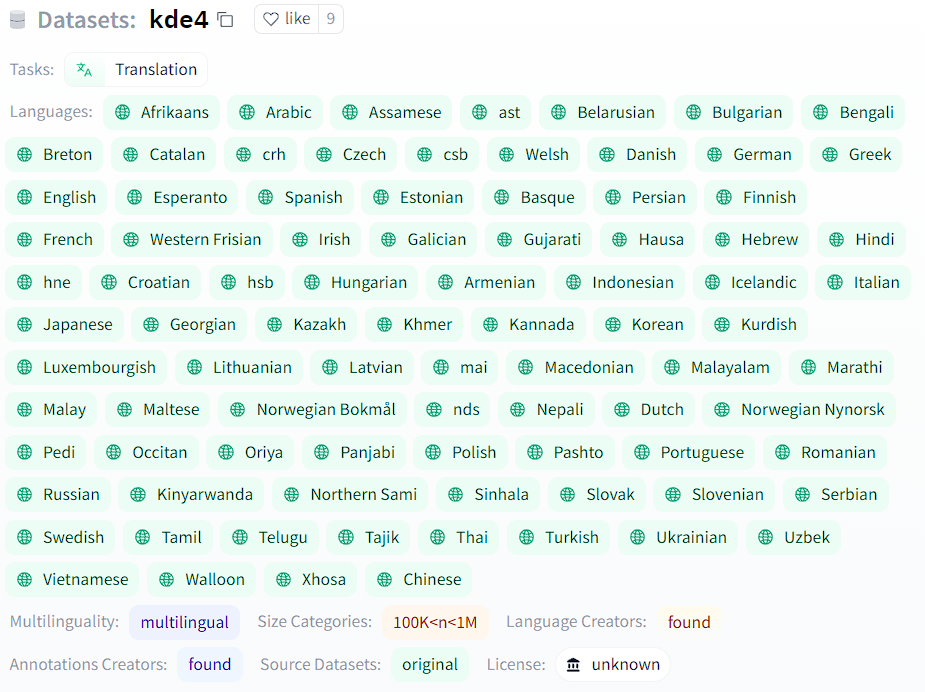 Datasets: kde4 like 9
Tasks: Translation
Languages: Afrikaans Arabic Assamese ast Belarusian Bulgarian Bengali
Breton Catalan crh Czech csb Welsh Danish German Greek
English Esperanto Spanish Estonian Basque Persian Finnish
French Western Frisian Irish Galician Gujarati Hausa Hebrew Hindi
hne Croatian hsb Hungarian Armenian Indonesian Icelandic Italian
Japanese Georgian Kazakh Khmer Kannada Korean Kurdish
Luxembourgish Lithuanian Latvian mai Macedonian Malayalam Marathi
Malay Maltese Norwegian Bokmål nds Nepali Dutch Norwegian Nynorsk
Pedi Occitan Oriya Panjabi Polish Pashto Portuguese Romanian
Russian Kinyarwanda Northern Sami Sinhala Slovak Slovenian Serbian
Swedish Tamil Telugu Tajik Thai Turkish Ukrainian Uzbek
Vietnamese Walloon Xhosa Chinese
Multilinguality: multilingual Size Categories: 100K<n<1M Language Creators: found
Annotations Creators: found Source Datasets: original License: unknown